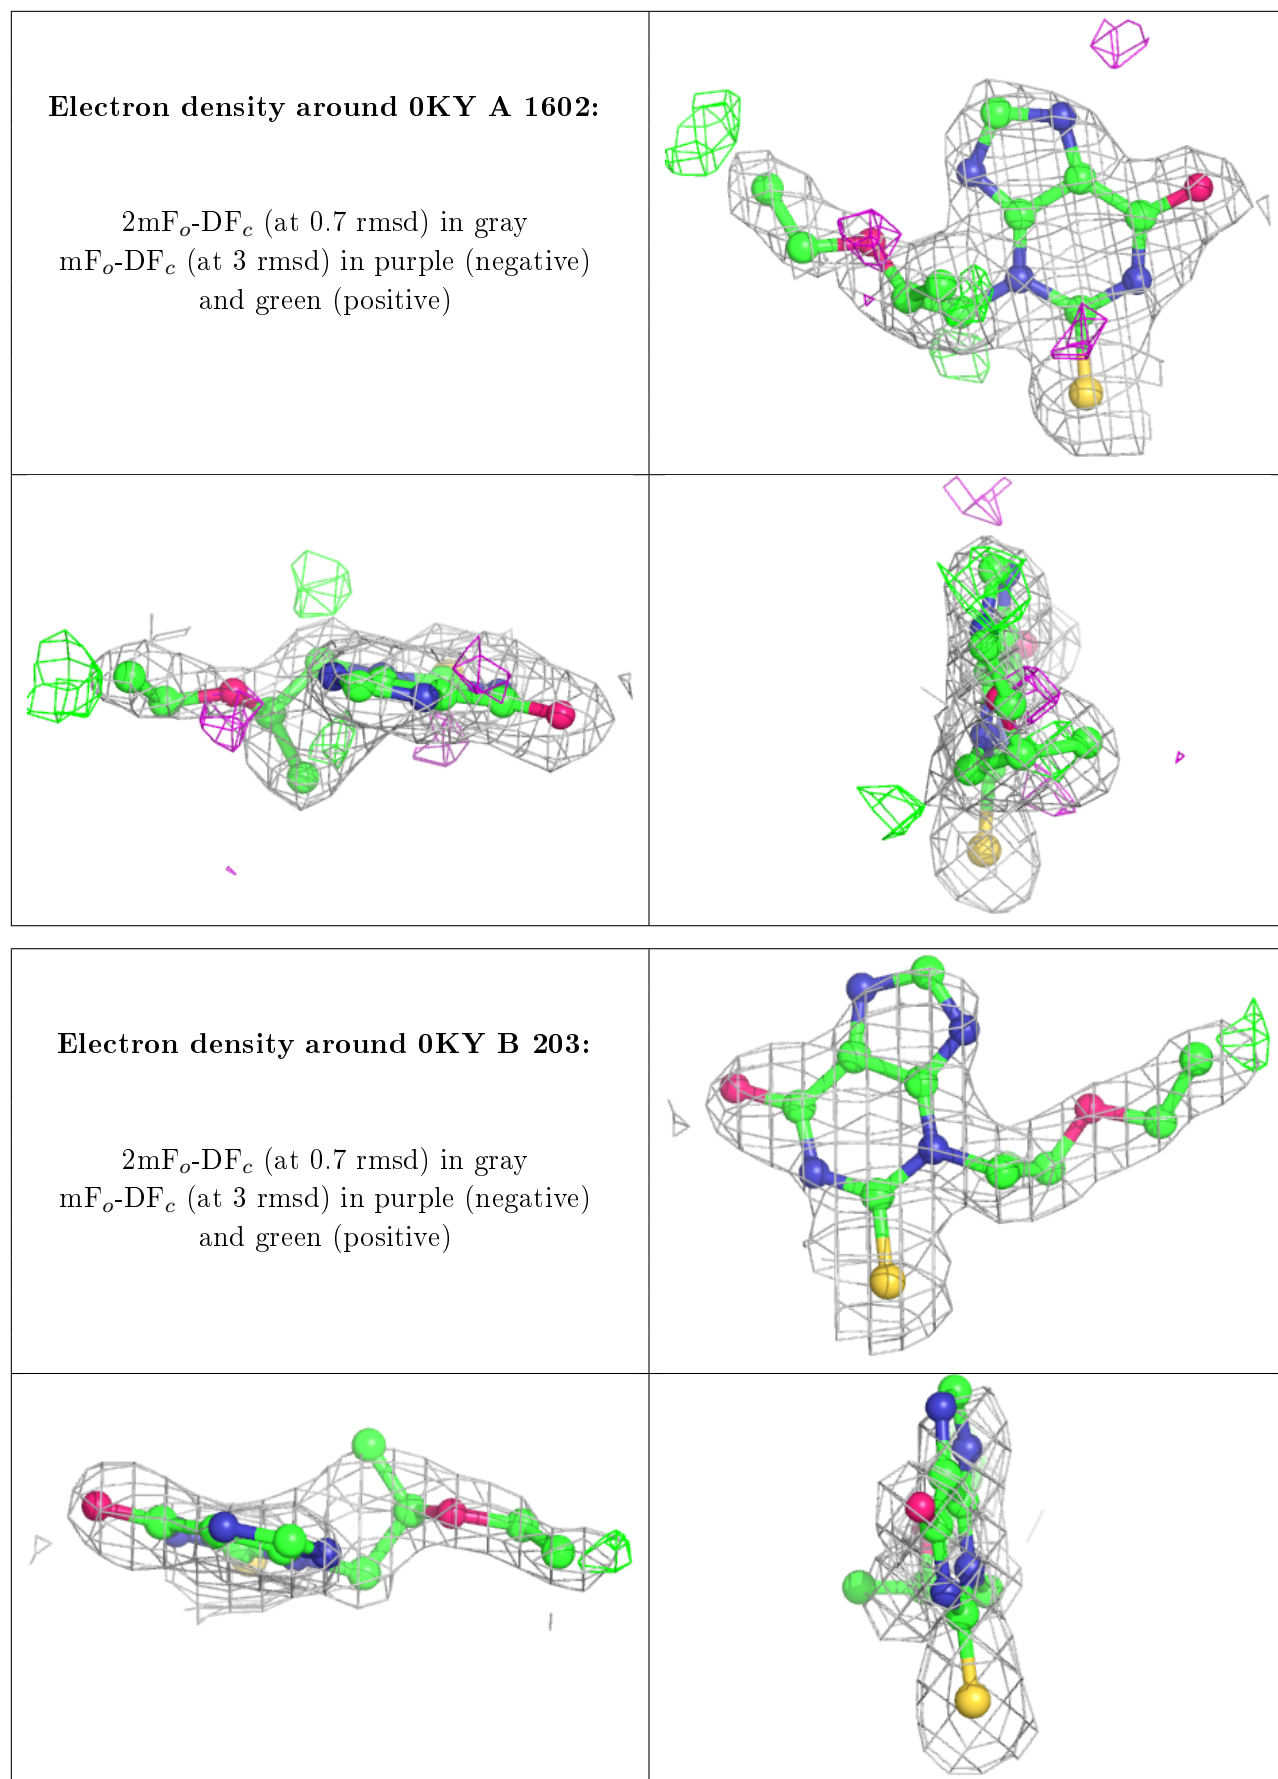 Electron density around 0KY A 1602:
2mFo-DFc (at 0.7 rmsd) in gray
mFo-DFc (at 3 rmsd) in purple (negative)
and green (positive)
Electron density around 0KY B 203:
2mFo-DFc (at 0.7 rmsd) in gray
mFo-DFc (at 3 rmsd) in purple (negative)
and green (positive)